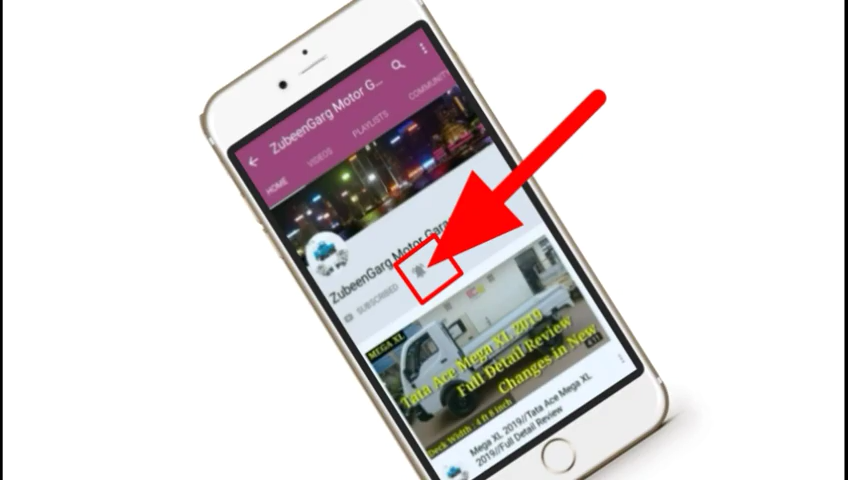 ZubeenGarg Motor G...
HOME VIDEOS PLAYLISTS COMMUNITY
ZubeenGarg Motor Gara
SUBSCRIBED
MEGA XL
Tata Ace Mega XL 2019
Full Detail Review
Changes in New
Deck Width : 4 ft 8 inch
Mega XL 2019//Tata Ace Mega XL
2019//Full Detail Review